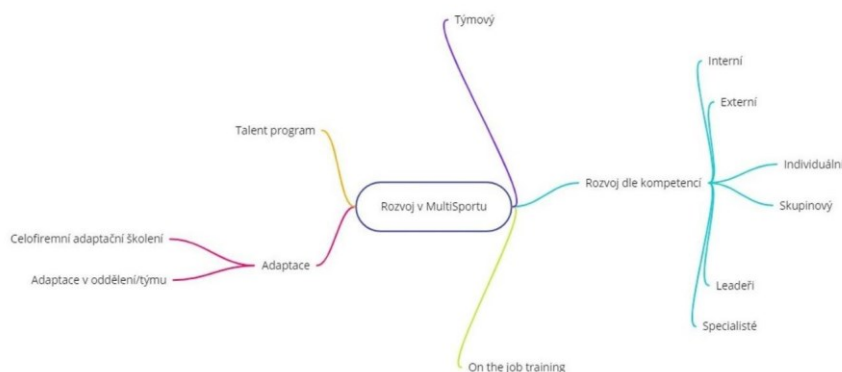 Týmový
Interní
Externí
Talent program
Individuální
Rozvoj dle kompetencí
Rozvoj v MultiSportu
Skupinový
Celofiremní adaptační školení
Adaptace
Adaptace v oddělení/týmu
Leadeři
Specialisté
On the job training